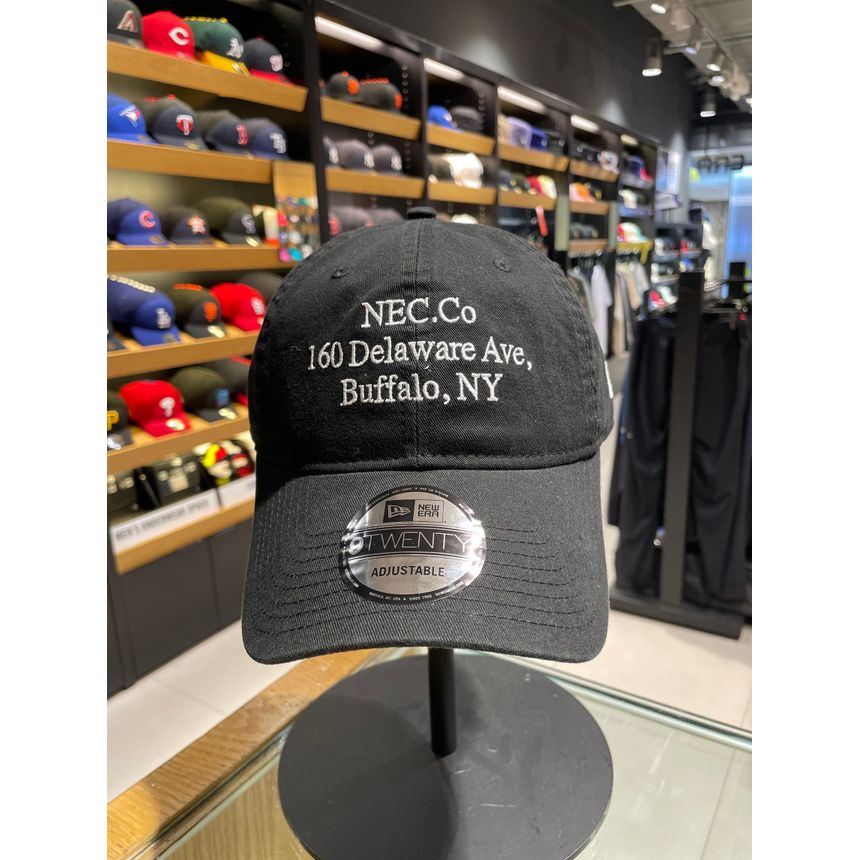 NEC.Co
160 Delaware Ave,
Buffalo, NY
NEW ERA
9TWENTY
ADJUSTABLE